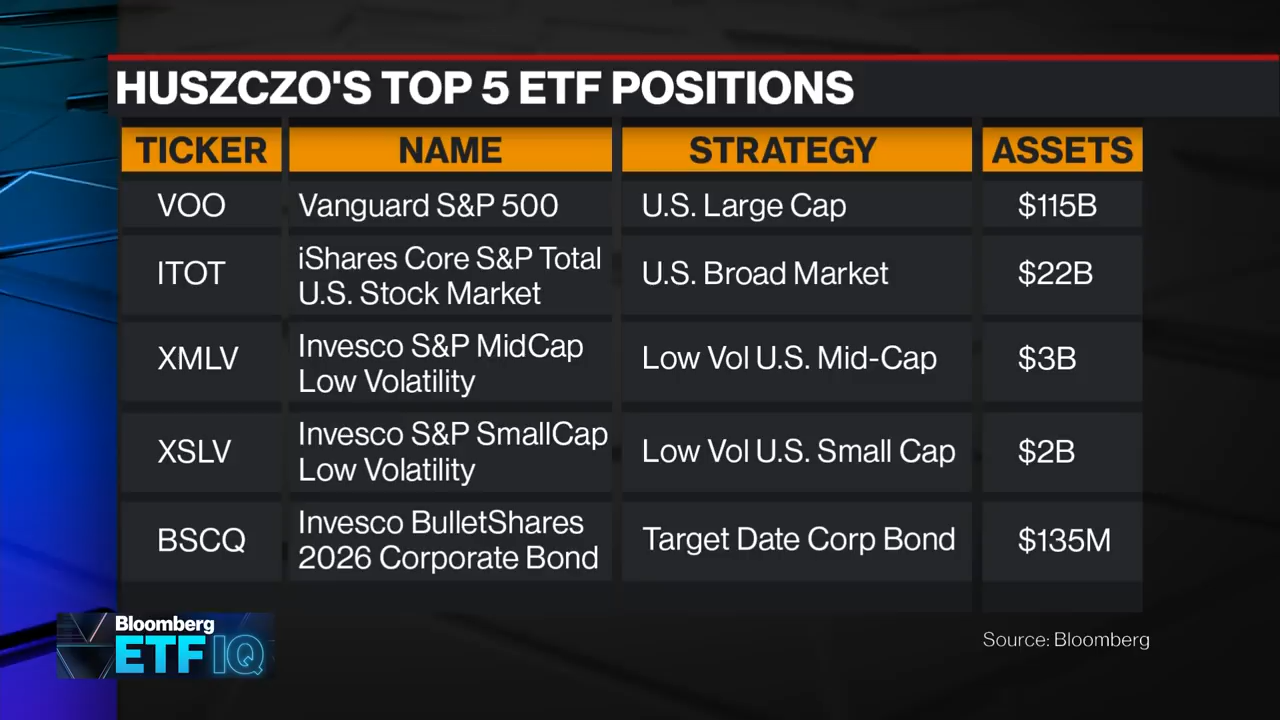 HUSZCZO'S TOP 5 ETF POSITIONS
TICKER NAME STRATEGY ASSETS
VOO Vanguard S&P 500 U.S. Large Cap $115B
ITOT iShares Core S&P Total U.S. Broad Market $22B
U.S. Stock Market
XMLV Invesco S&P MidCap Low Vol U.S. Mid-Cap $3B
Low Volatility
XSLV Invesco S&P SmallCap Low Vol U.S. Small Cap $2B
Low Volatility
BSCQ Invesco BulletShares Target Date Corp Bond $135M
2026 Corporate Bond
Bloomberg
ETF IQ
Source: Bloomberg